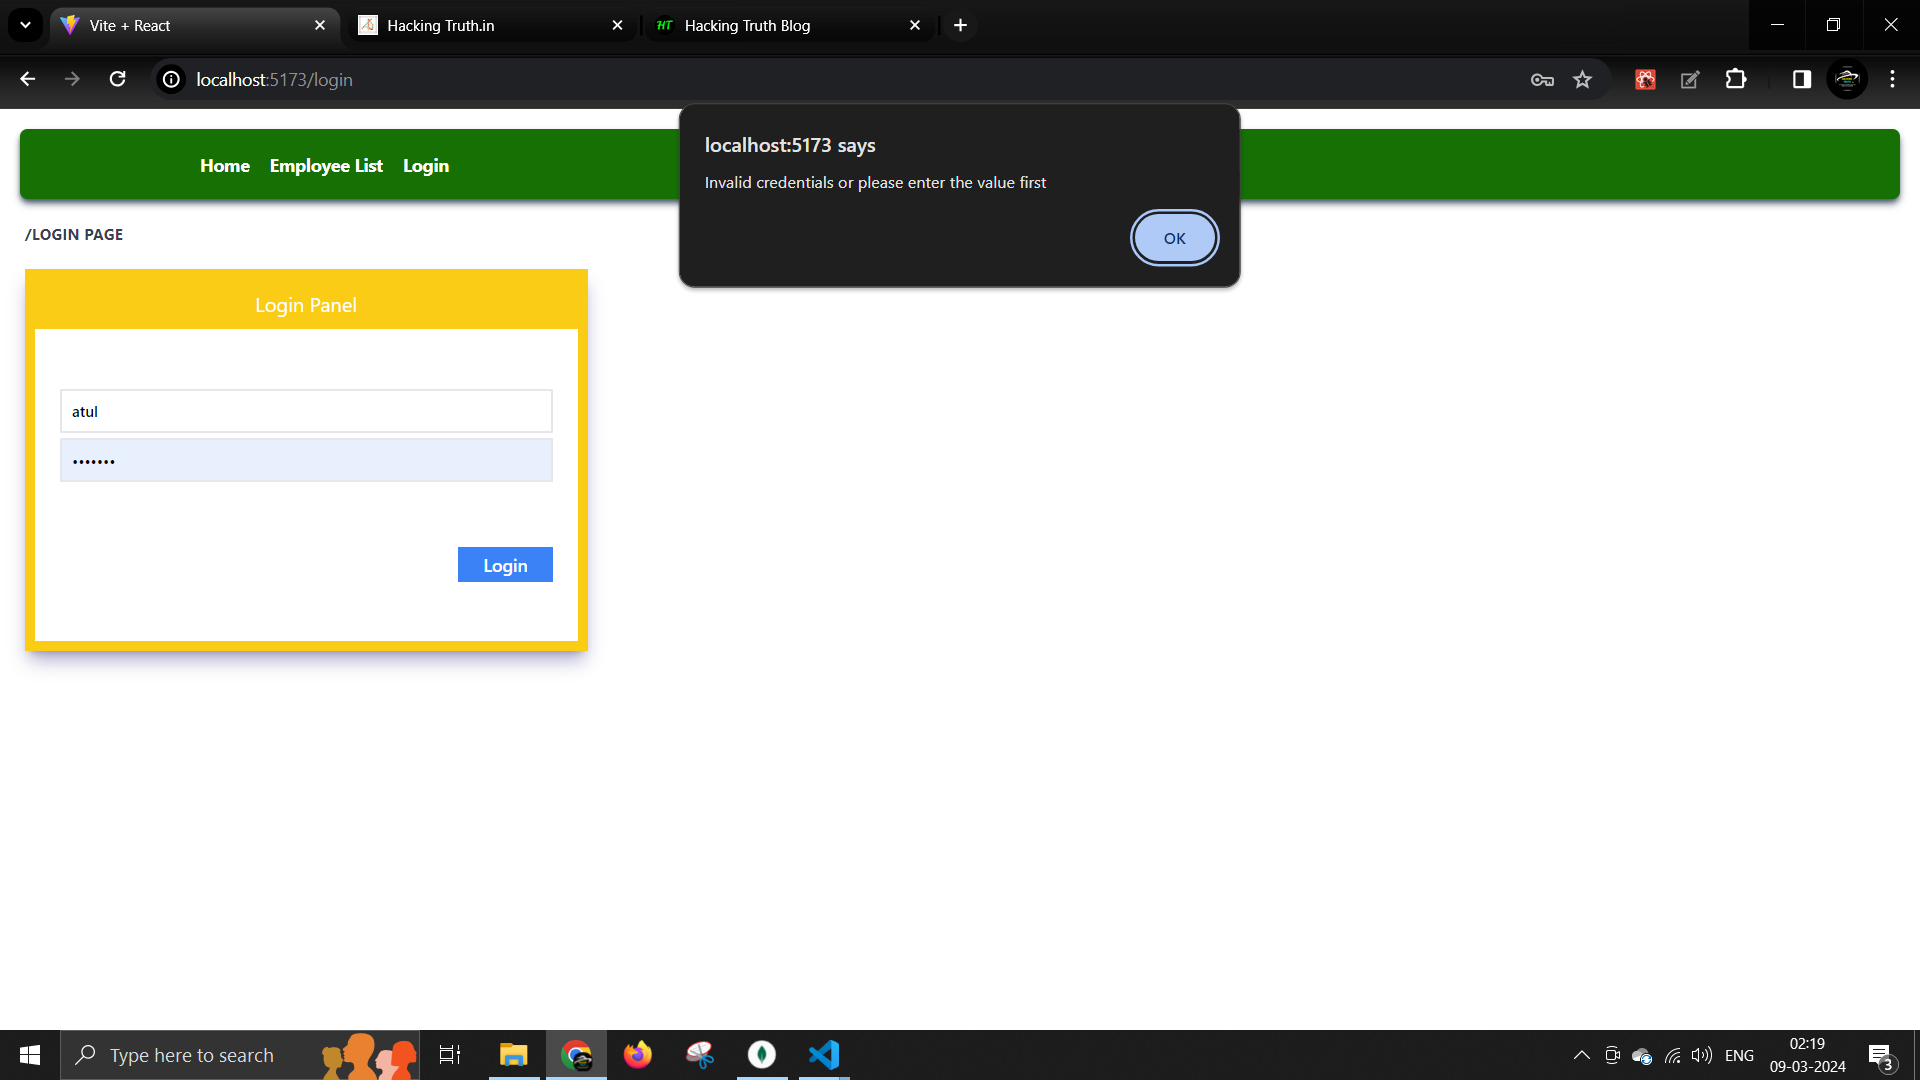 Vite + React
Hacking Truth.in
HT Hacking Truth Blog
localhost:5173/login
localhost:5173 says
Invalid credentials or please enter the value first
OK
Home Employee List Login
/LOGIN PAGE
Login Panel
atul
•••••••
Login
Type here to search
ENG
02:19
09-03-2024
3